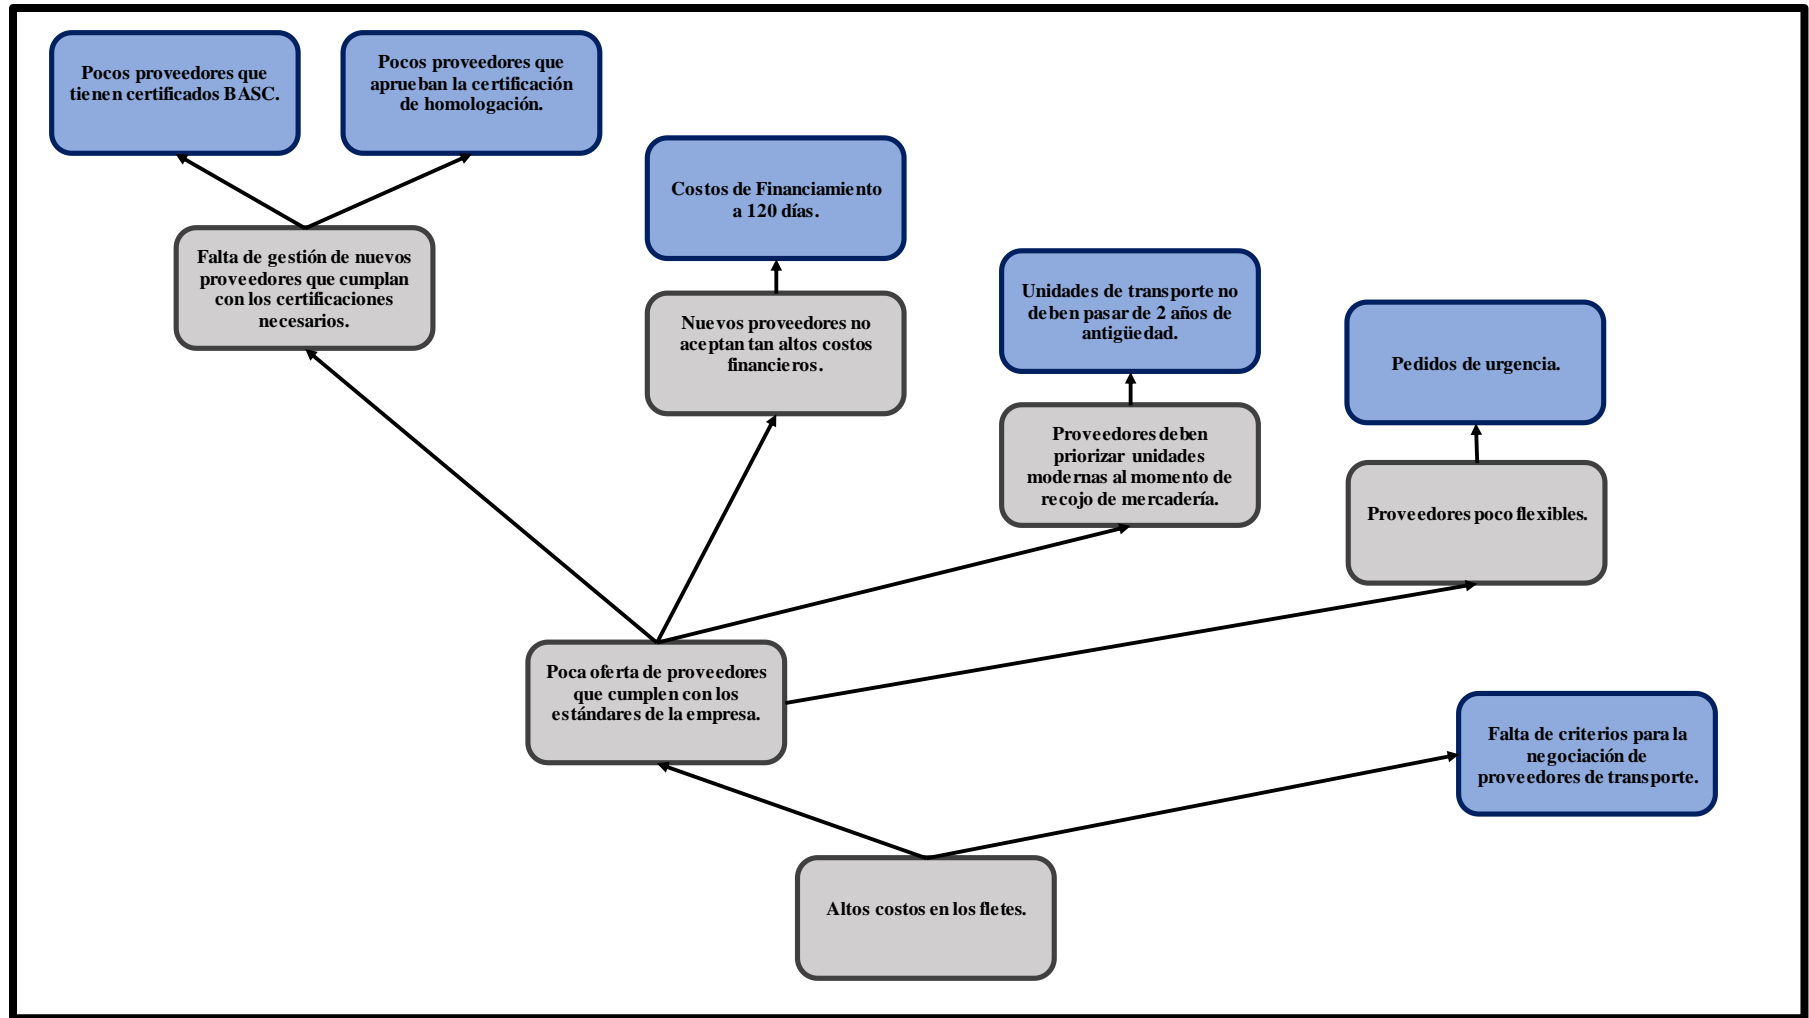 Pocos proveedores que
tienen certificados BASC.
Pocos proveedores que
aprueban la certificación
de homologación.
Costos de Financiamiento
a 120 días.
Falta de gestión de nuevos
proveedores que cumplan
con los certificaciones
necesarios.
Unidades de transporte no
deben pasar de 2 años de
antigüedad.
Nuevos proveedores no
aceptan tan altos costos
financieros.
Pedidos de urgencia.
Proveedores deben
priorizar unidades
modernas al momento de
recojo de mercadería.
Proveedores poco flexibles.
Poca oferta de proveedores
que cumplen con los
estándares de la empresa.
Falta de criterios para la
negociación de
proveedores de transporte.
Altos costos en los fletes.